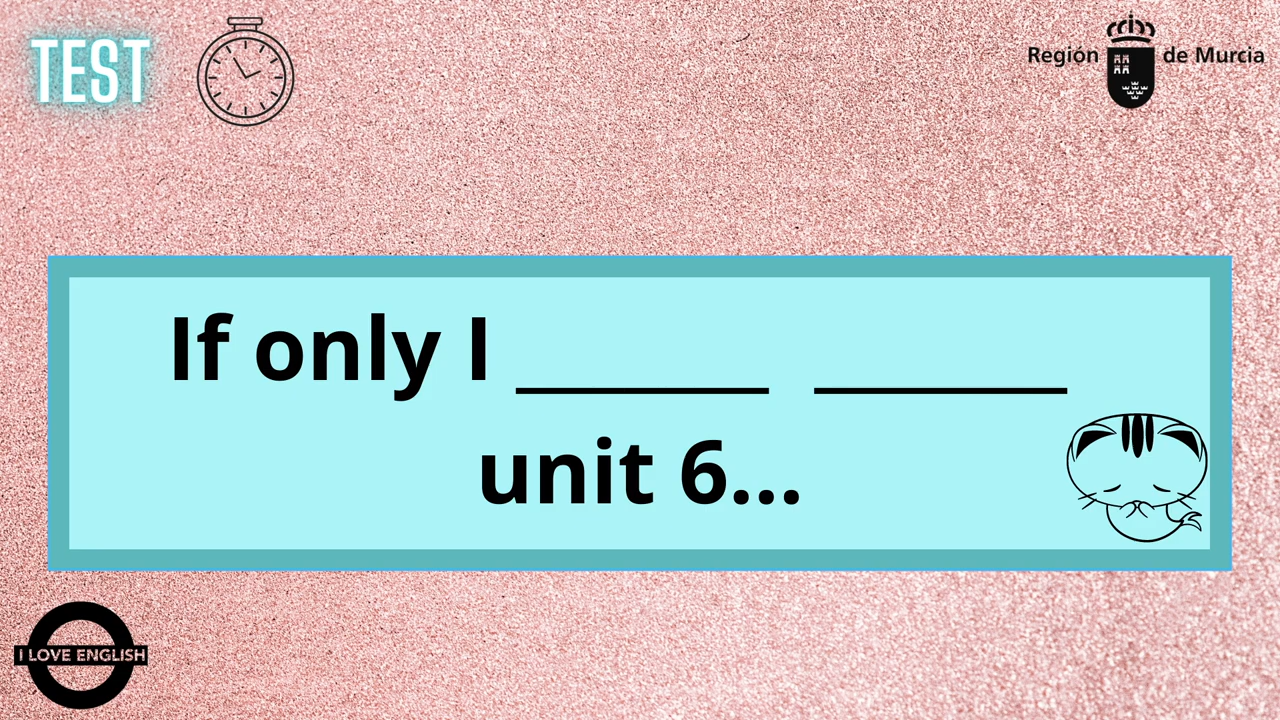 TEST
Región de Murcia
If only I ______ ______
unit 6...
I LOVE ENGLISH